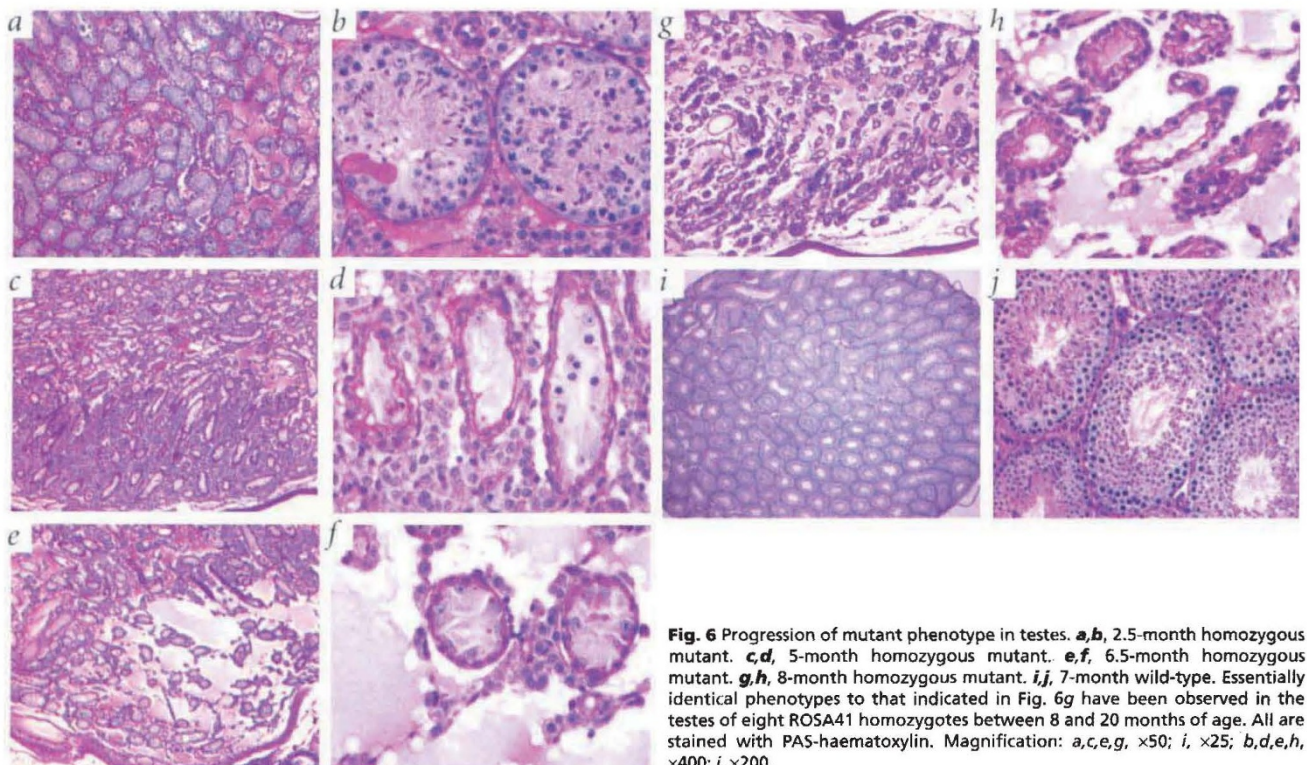 a
b
g
h
c
d
i
j
e
f
Fig. 6 Progression of mutant phenotype in testes. a,b, 2.5-month homozygous
mutant. c,d, 5-month homozygous mutant. e,f, 6.5-month homozygous
mutant. g,h, 8-month homozygous mutant. i,j, 7-month wild-type. Essentially
identical phenotypes to that indicated in Fig. 6g have been observed in the
testes of eight ROSA41 homozygotes between 8 and 20 months of age. All are
stained with PAS-haematoxylin. Magnification: a,c,e,g, ×50; i, ×25; b,d,e,h,
×400; j, ×200.